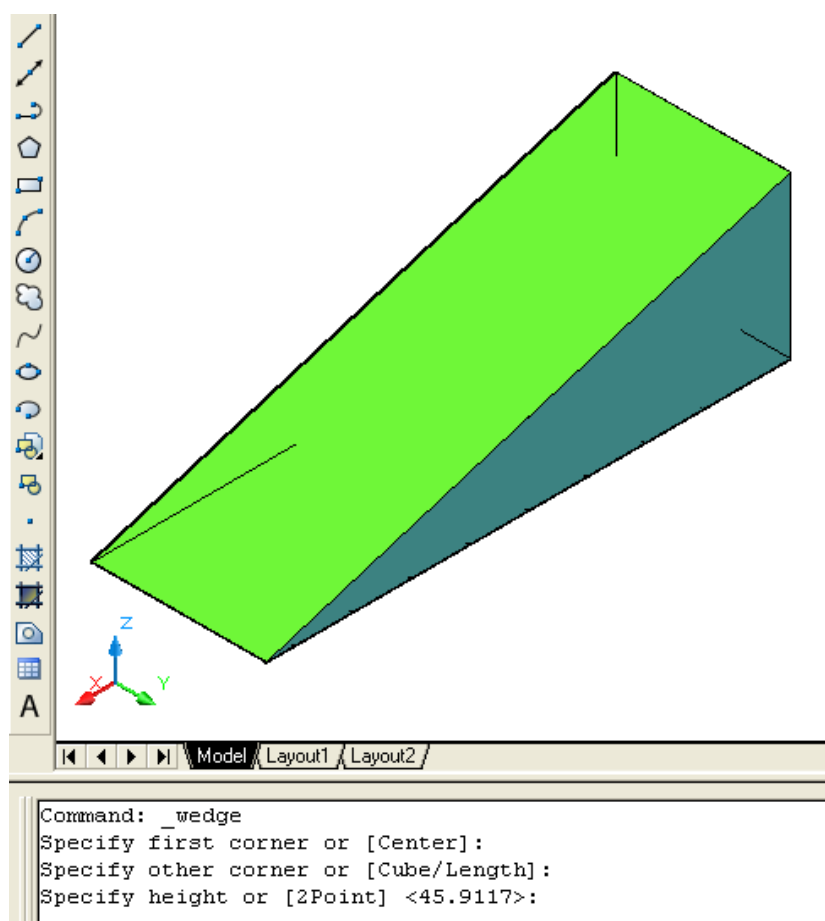 Z
X
Y
A
Model Layout1 Layout2
Command: _wedge
Specify first corner or [Center]:
Specify other corner or [Cube/Length]:
Specify height or [2Point] <45.9117>: